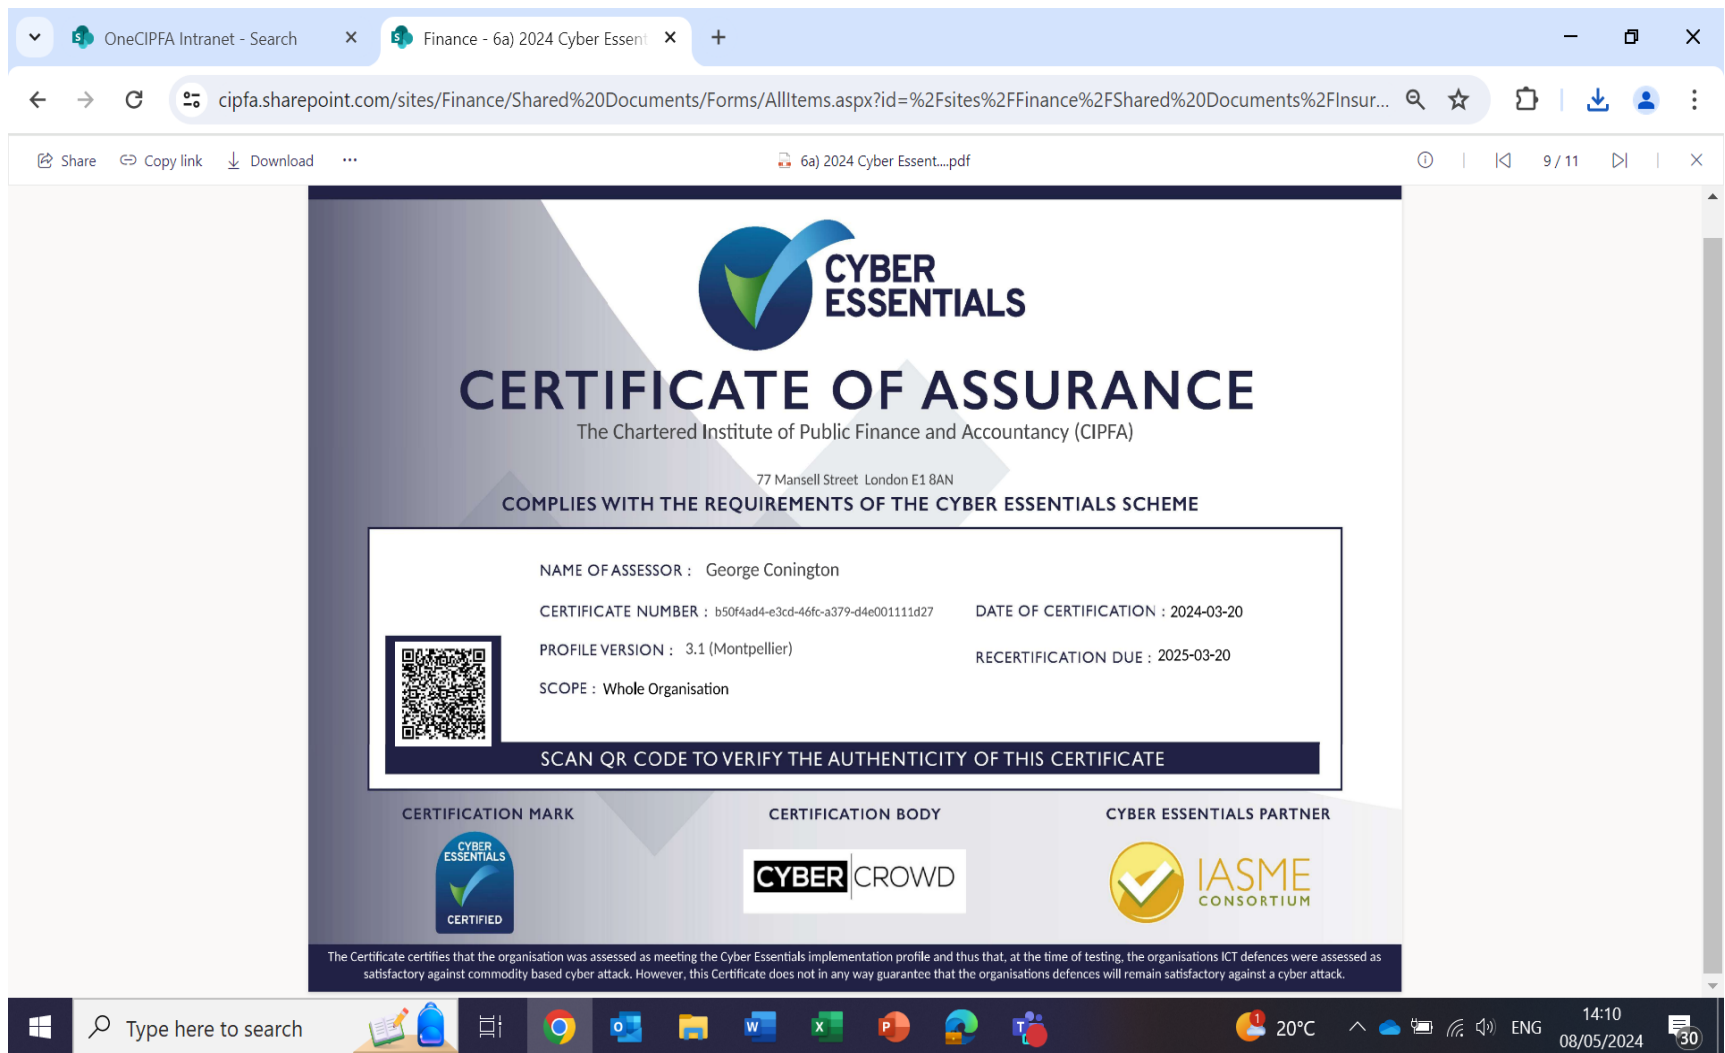 OneCIPFA Intranet - Search
Finance - 6a) 2024 Cyber Essent
cipfa.sharepoint.com/sites/Finance/Shared%20Documents/Forms/AllItems.aspx?id=%2Fsites%2FFinance%2FShared%20Documents%2FInsur...
Share Copy link Download ... 6a) 2024 Cyber Essent....pdf 9 / 11
CYBER
ESSENTIALS
CERTIFICATE OF ASSURANCE
The Chartered Institute of Public Finance and Accountancy (CIPFA)
77 Mansell Street London E1 8AN
COMPLIES WITH THE REQUIREMENTS OF THE CYBER ESSENTIALS SCHEME
NAME OF ASSESSOR : George Conington
CERTIFICATE NUMBER : b50f4ad4-e3cd-46fc-a379-d4e001111d27 DATE OF CERTIFICATION : 2024-03-20
PROFILE VERSION : 3.1 (Montpellier)
RECERTIFICATION DUE : 2025-03-20
SCOPE : Whole Organisation
SCAN QR CODE TO VERIFY THE AUTHENTICITY OF THIS CERTIFICATE
CERTIFICATION MARK
CYBER
ESSENTIALS
CERTIFIED
CERTIFICATION BODY
CYBER CROWD
CYBER ESSENTIALS PARTNER
IASME
CONSORTIUM
The Certificate certifies that the organisation was assessed as meeting the Cyber Essentials implementation profile and thus that, at the time of testing, the organisations ICT defences were assessed as
satisfactory against commodity based cyber attack. However, this Certificate does not in any way guarantee that the organisations defences will remain satisfactory against a cyber attack.
Type here to search
1
20°C
ENG
14:10
08/05/2024
30